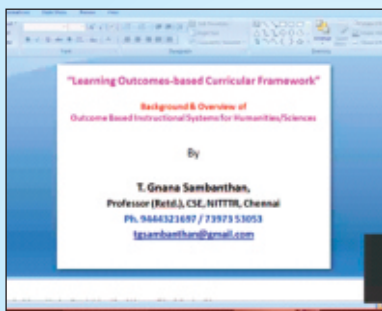 "Learning Outcomes-based Curricular Framework"
Background & Overview of
Outcome Based Instructional Systems for Humanities/Sciences
By
T. Gnana Sambanthan,
Professor (Retd.), CSE, NITTTR, Chennai
Ph. 9444321697 / 73973 53053
tgsambanthan@gmail.com